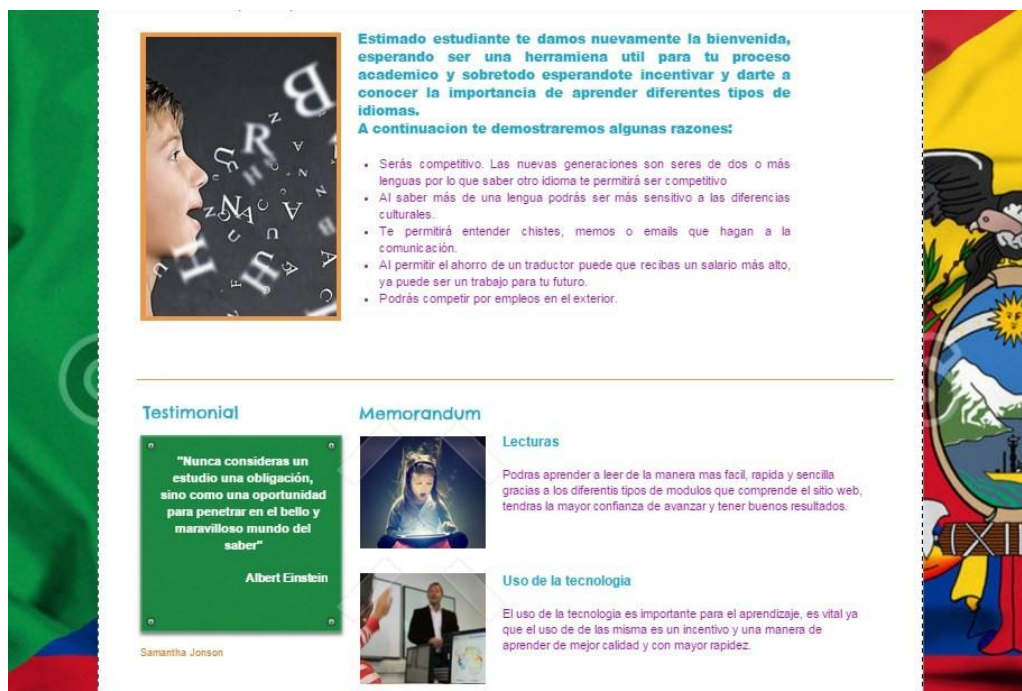 Estimado estudiante te damos nuevamente la bienvenida,
esperando ser una herramiena util para tu proceso
academico y sobretodo esperandote incentivar y darte a
conocer la importancia de aprender diferentes tipos de
idiomas.
A continuacion te demostraremos algunas razones:
• Serás competitivo. Las nuevas generaciones son seres de dos o más
lenguas por lo que saber otro idioma te permitirá ser competitivo
• Al saber más de una lengua podrás ser más sensitivo a las diferencias
culturales.
• Te permitirá entender chistes, memos o emails que hagan a la
comunicación.
• Al permitir el ahorro de un traductor puede que recibas un salario más alto,
ya puede ser un trabajo para tu futuro.
• Podrás competir por empleos en el exterior.
Testimonial
"Nunca consideras un
estudio una obligación,
sino como una oportunidad
para penetrar en el bello y
maravilloso mundo del
saber"
Albert Einstein
Samantha Jonson
Memorandum
Lecturas
Podras aprender a leer de la manera mas facil, rapida y sencilla
gracias a los diferentis tipos de modulos que comprende el sitio web,
tendras la mayor confianza de avanzar y tener buenos resultados.
Uso de la tecnologia
El uso de la tecnologia es importante para el aprendizaje, es vital ya
que el uso de de las misma es un incentivo y una manera de
aprender de mejor calidad y con mayor rapidez.